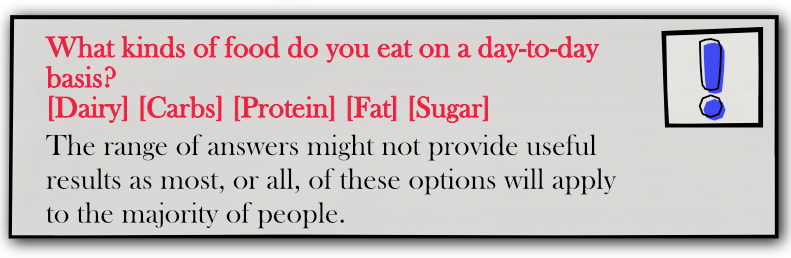 What kinds of food do you eat on a day-to-day
basis?
[Dairy] [Carbs] [Protein] [Fat] [Sugar]
The range of answers might not provide useful
results as most, or all, of these options will apply
to the majority of people.
!